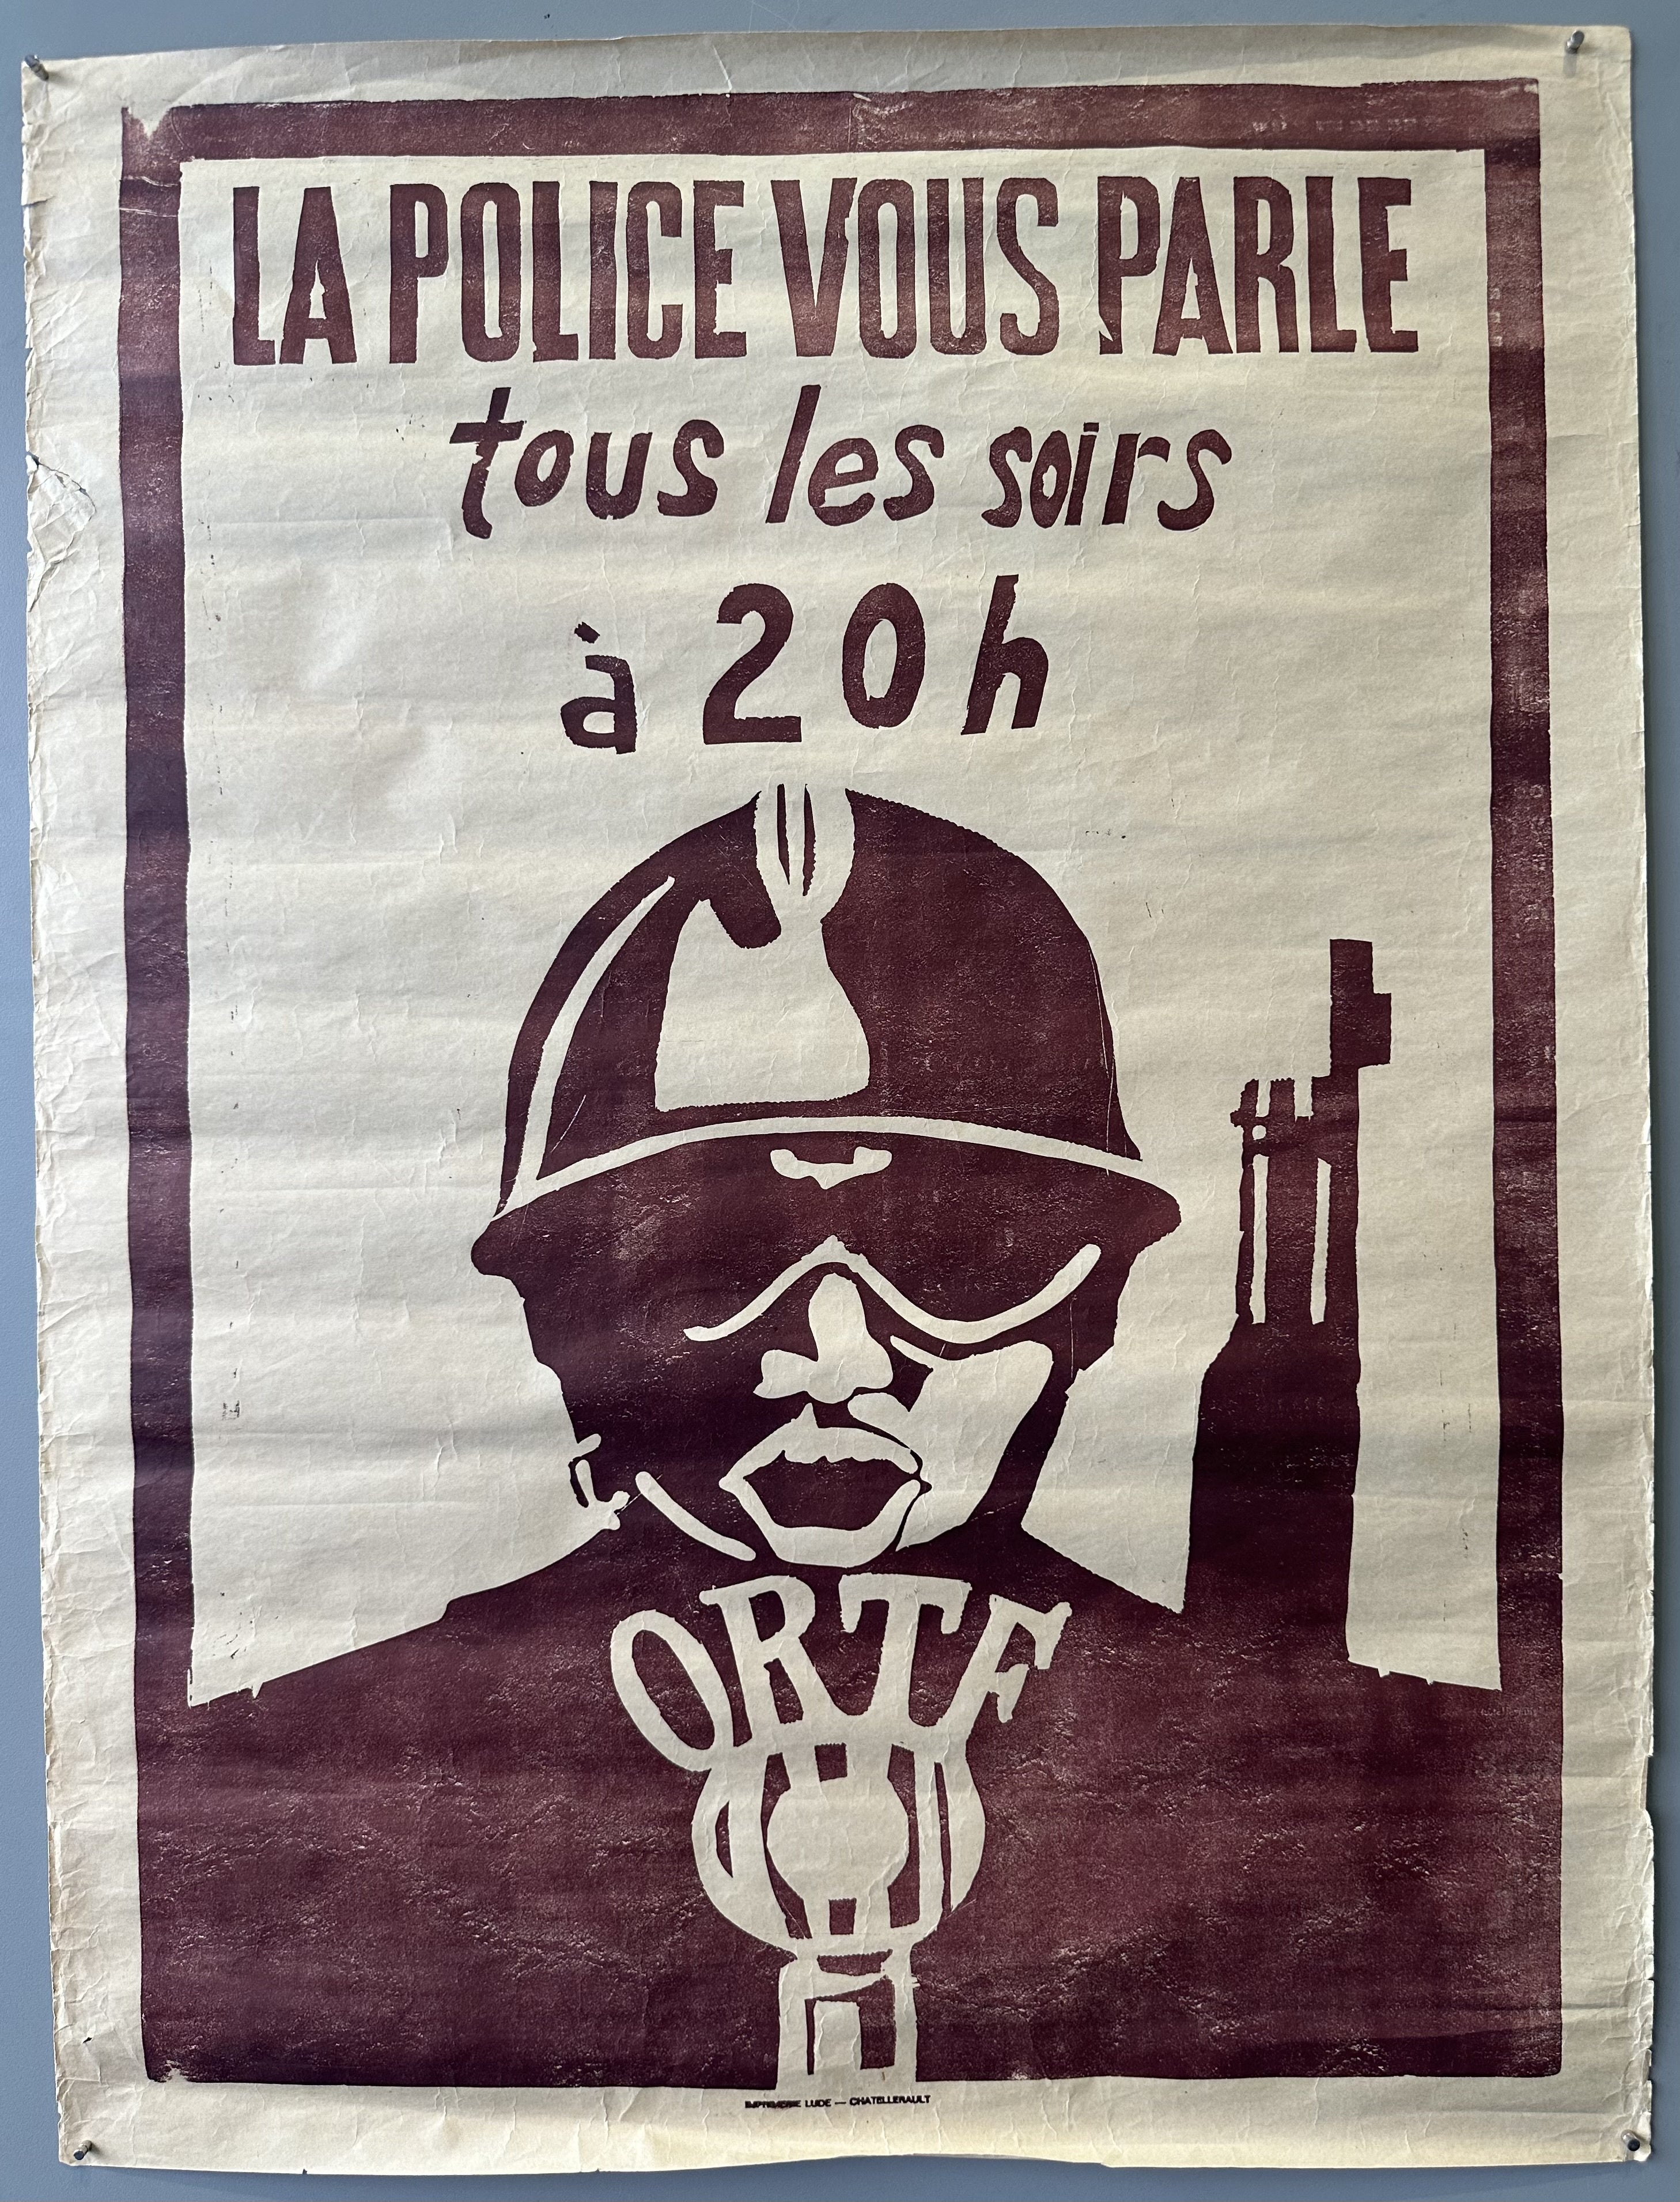 LA POLICE VOUS PARLE
tous les soirs
à 20h
ORTF
IMPRIMERIE LUDE — CHATELLERAULT